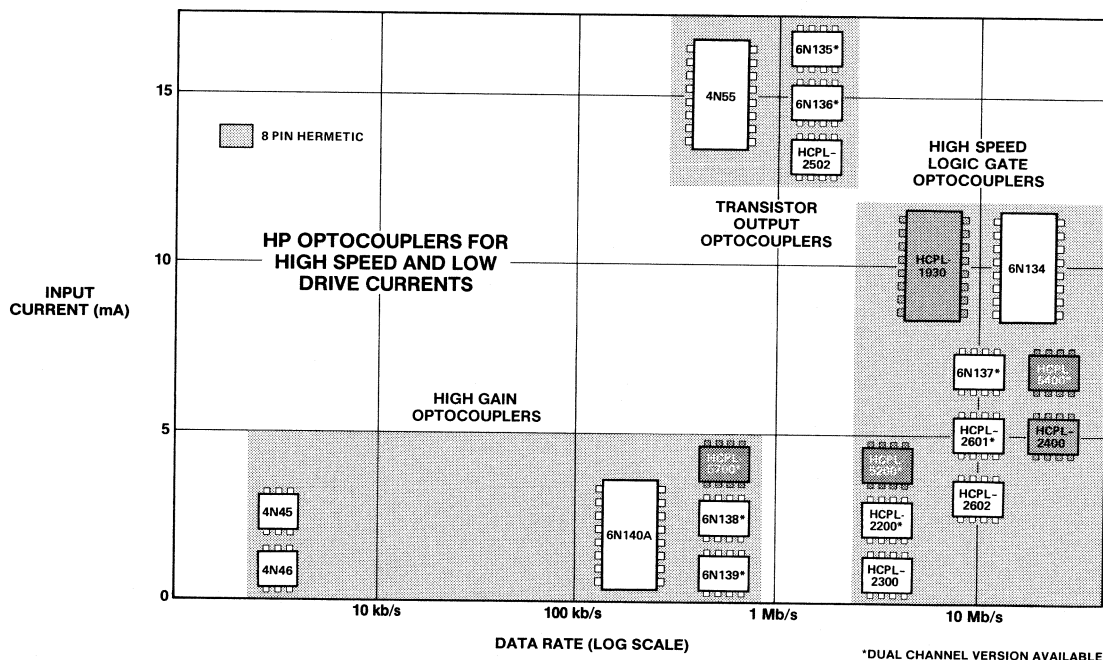 15
10
5
0
INPUT
CURRENT (mA)
8 PIN HERMETIC
HP OPTOCOUPLERS FOR
HIGH SPEED AND LOW
DRIVE CURRENTS
4N55
6N135*
6N136*
HCPL-
2502
TRANSISTOR
OUTPUT
OPTOCOUPLERS
HIGH SPEED
LOGIC GATE
OPTOCOUPLERS
HCPL-
1930
6N134
6N137*
HCPL
HCPL-
2601*
HCPL-
2400
HCPL-
2602
HIGH GAIN
OPTOCOUPLERS
4N45
4N46
6N140A
HCPL
6N138*
6N139*
HCPL
HCPL-
2200*
HCPL-
2300
10 kb/s
100 kb/s
1 Mb/s
10 Mb/s
DATA RATE (LOG SCALE)
*DUAL CHANNEL VERSION AVAILABLE